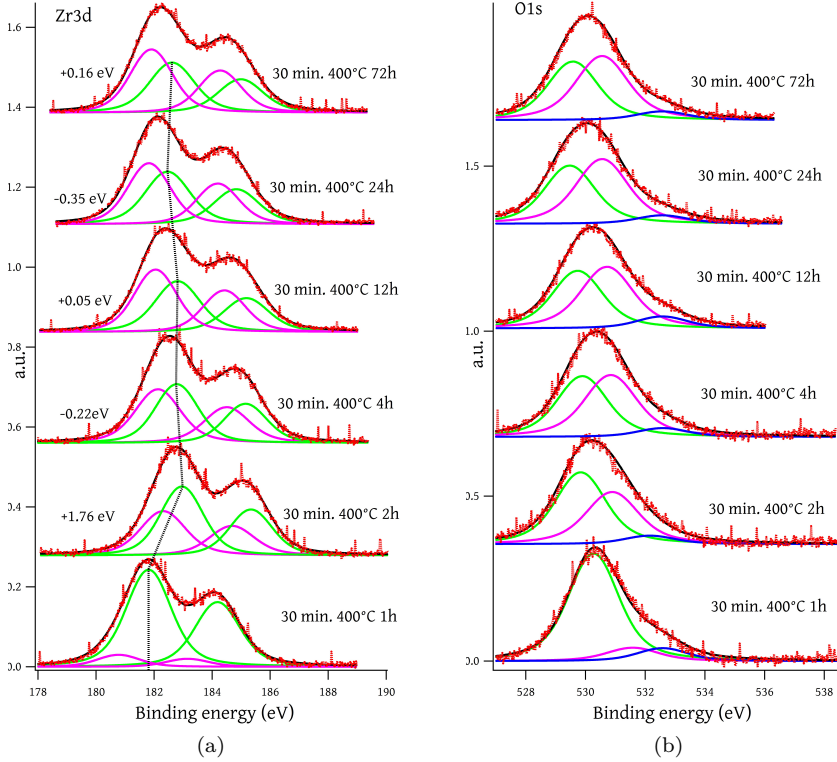 Zr3d
+0.16 eV
30 min. 400°C 72h
-0.35 eV
30 min. 400°C 24h
+0.05 eV
30 min. 400°C 12h
-0.22eV
30 min. 400°C 4h
+1.76 eV
30 min. 400°C 2h
30 min. 400°C 1h
1.6
1.4
1.2
1.0
0.8
0.6
0.4
0.2
0.0
a.u.
178
180
182
184
186
188
190
Binding energy (eV)
(a)
O1s
30 min. 400°C 72h
30 min. 400°C 24h
30 min. 400°C 12h
30 min. 400°C 4h
30 min. 400°C 2h
30 min. 400°C 1h
1.5
1.0
0.5
0.0
a.u.
528
530
532
534
536
538
Binding energy (eV)
(b)